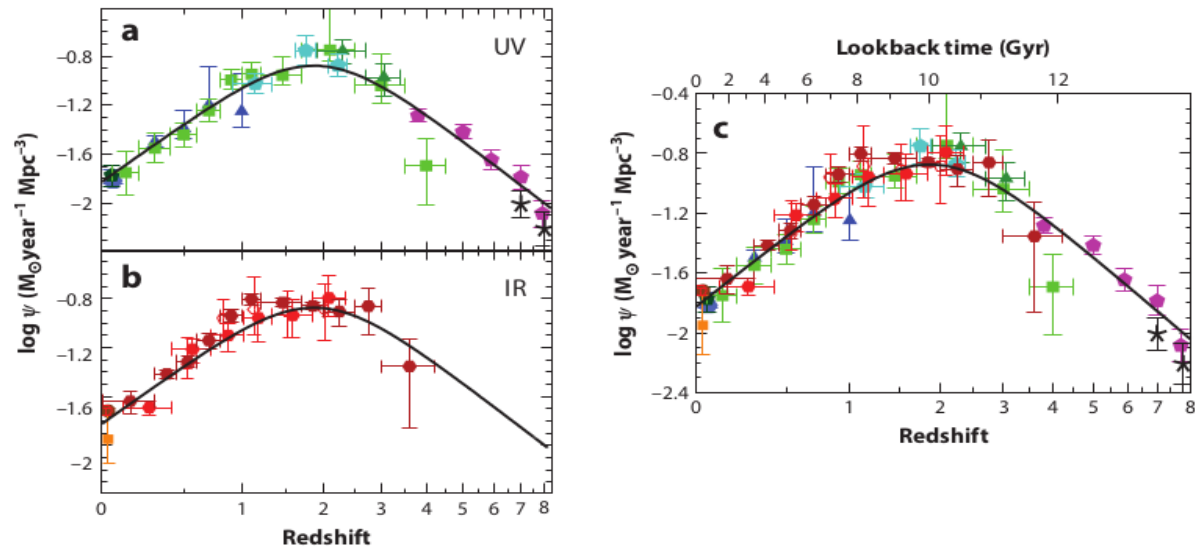 a
UV
−0.8
−1.2
−1.6
−2
b
IR
−0.8
−1.2
−1.6
−2
log ψ (M⊙ year⁻¹ Mpc⁻³)
0 1 2 3 4 5 6 7 8
Redshift
Lookback time (Gyr)
0 2 4 6 8 10 12
c
−0.4
−0.8
−1.2
−1.6
−2
−2.4
log ψ (M⊙ year⁻¹ Mpc⁻³)
0 1 2 3 4 5 6 7 8
Redshift